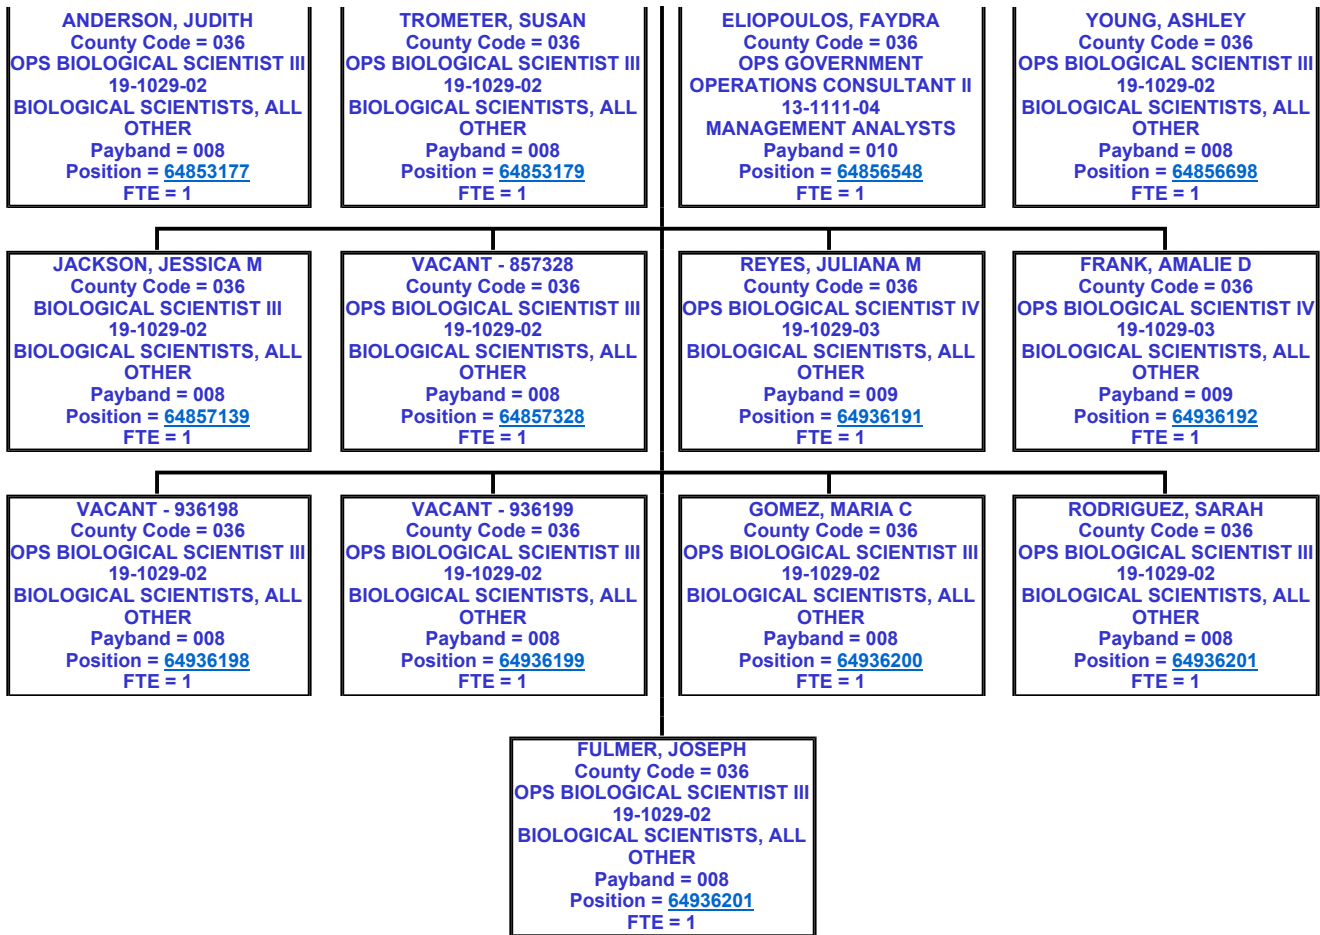 ANDERSON, JUDITH
County Code = 036
OPS BIOLOGICAL SCIENTIST III
19-1029-02
BIOLOGICAL SCIENTISTS, ALL
OTHER
Payband = 008
Position = 64853177
FTE = 1
TROMETER, SUSAN
County Code = 036
OPS BIOLOGICAL SCIENTIST III
19-1029-02
BIOLOGICAL SCIENTISTS, ALL
OTHER
Payband = 008
Position = 64853179
FTE = 1
ELIOPOULOS, FAYDRA
County Code = 036
OPS GOVERNMENT
OPERATIONS CONSULTANT II
13-1111-04
MANAGEMENT ANALYSTS
Payband = 010
Position = 64856548
FTE = 1
YOUNG, ASHLEY
County Code = 036
OPS BIOLOGICAL SCIENTIST III
19-1029-02
BIOLOGICAL SCIENTISTS, ALL
OTHER
Payband = 008
Position = 64856698
FTE = 1
JACKSON, JESSICA M
County Code = 036
BIOLOGICAL SCIENTIST III
19-1029-02
BIOLOGICAL SCIENTISTS, ALL
OTHER
Payband = 008
Position = 64857139
FTE = 1
VACANT - 857328
County Code = 036
OPS BIOLOGICAL SCIENTIST III
19-1029-02
BIOLOGICAL SCIENTISTS, ALL
OTHER
Payband = 008
Position = 64857328
FTE = 1
REYES, JULIANA M
County Code = 036
OPS BIOLOGICAL SCIENTIST IV
19-1029-03
BIOLOGICAL SCIENTISTS, ALL
OTHER
Payband = 009
Position = 64936191
FTE = 1
FRANK, AMALIE D
County Code = 036
OPS BIOLOGICAL SCIENTIST IV
19-1029-03
BIOLOGICAL SCIENTISTS, ALL
OTHER
Payband = 009
Position = 64936192
FTE = 1
VACANT - 936198
County Code = 036
OPS BIOLOGICAL SCIENTIST III
19-1029-02
BIOLOGICAL SCIENTISTS, ALL
OTHER
Payband = 008
Position = 64936198
FTE = 1
VACANT - 936199
County Code = 036
OPS BIOLOGICAL SCIENTIST III
19-1029-02
BIOLOGICAL SCIENTISTS, ALL
OTHER
Payband = 008
Position = 64936199
FTE = 1
GOMEZ, MARIA C
County Code = 036
OPS BIOLOGICAL SCIENTIST III
19-1029-02
BIOLOGICAL SCIENTISTS, ALL
OTHER
Payband = 008
Position = 64936200
FTE = 1
RODRIGUEZ, SARAH
County Code = 036
OPS BIOLOGICAL SCIENTIST III
19-1029-02
BIOLOGICAL SCIENTISTS, ALL
OTHER
Payband = 008
Position = 64936201
FTE = 1
FULMER, JOSEPH
County Code = 036
OPS BIOLOGICAL SCIENTIST III
19-1029-02
BIOLOGICAL SCIENTISTS, ALL
OTHER
Payband = 008
Position = 64936201
FTE = 1